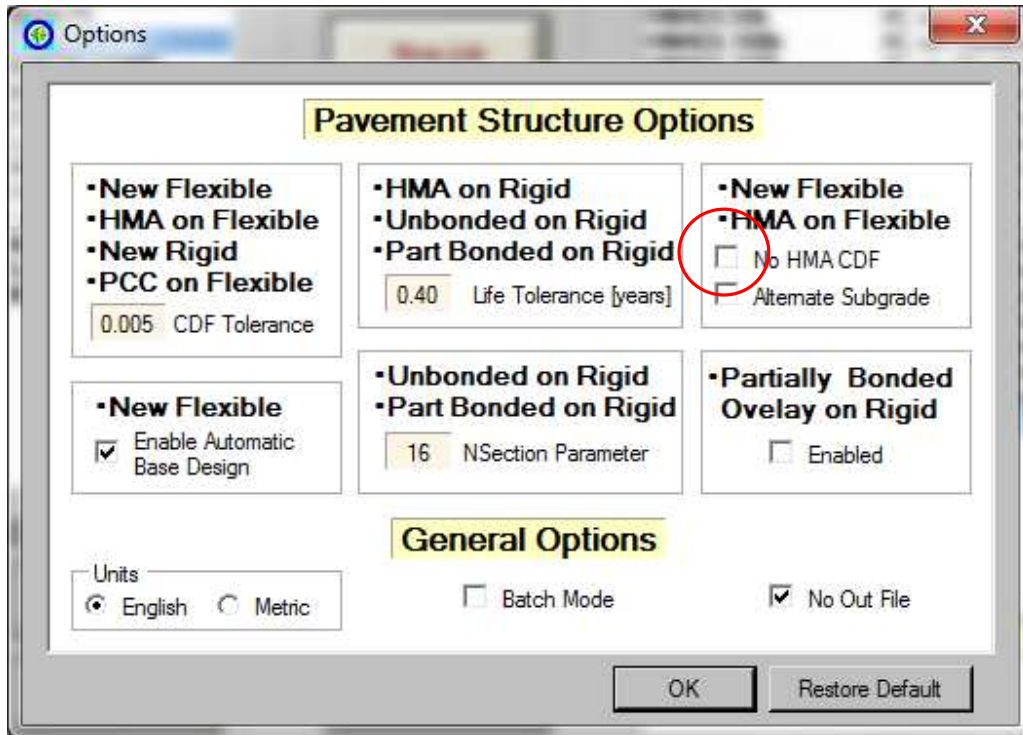 Options
Pavement Structure Options
•New Flexible
•HMA on Flexible
•New Rigid
•PCC on Flexible
0.005 CDF Tolerance
•HMA on Rigid
•Unbonded on Rigid
•Part Bonded on Rigid
0.40 Life Tolerance [years]
•New Flexible
•HMA on Flexible
No HMA CDF
Alternate Subgrade
•New Flexible
Enable Automatic
Base Design
•Unbonded on Rigid
•Part Bonded on Rigid
16 NSection Parameter
•Partially Bonded
Ovelay on Rigid
Enabled
General Options
Units
English Metric
Batch Mode
No Out File
OK
Restore Default